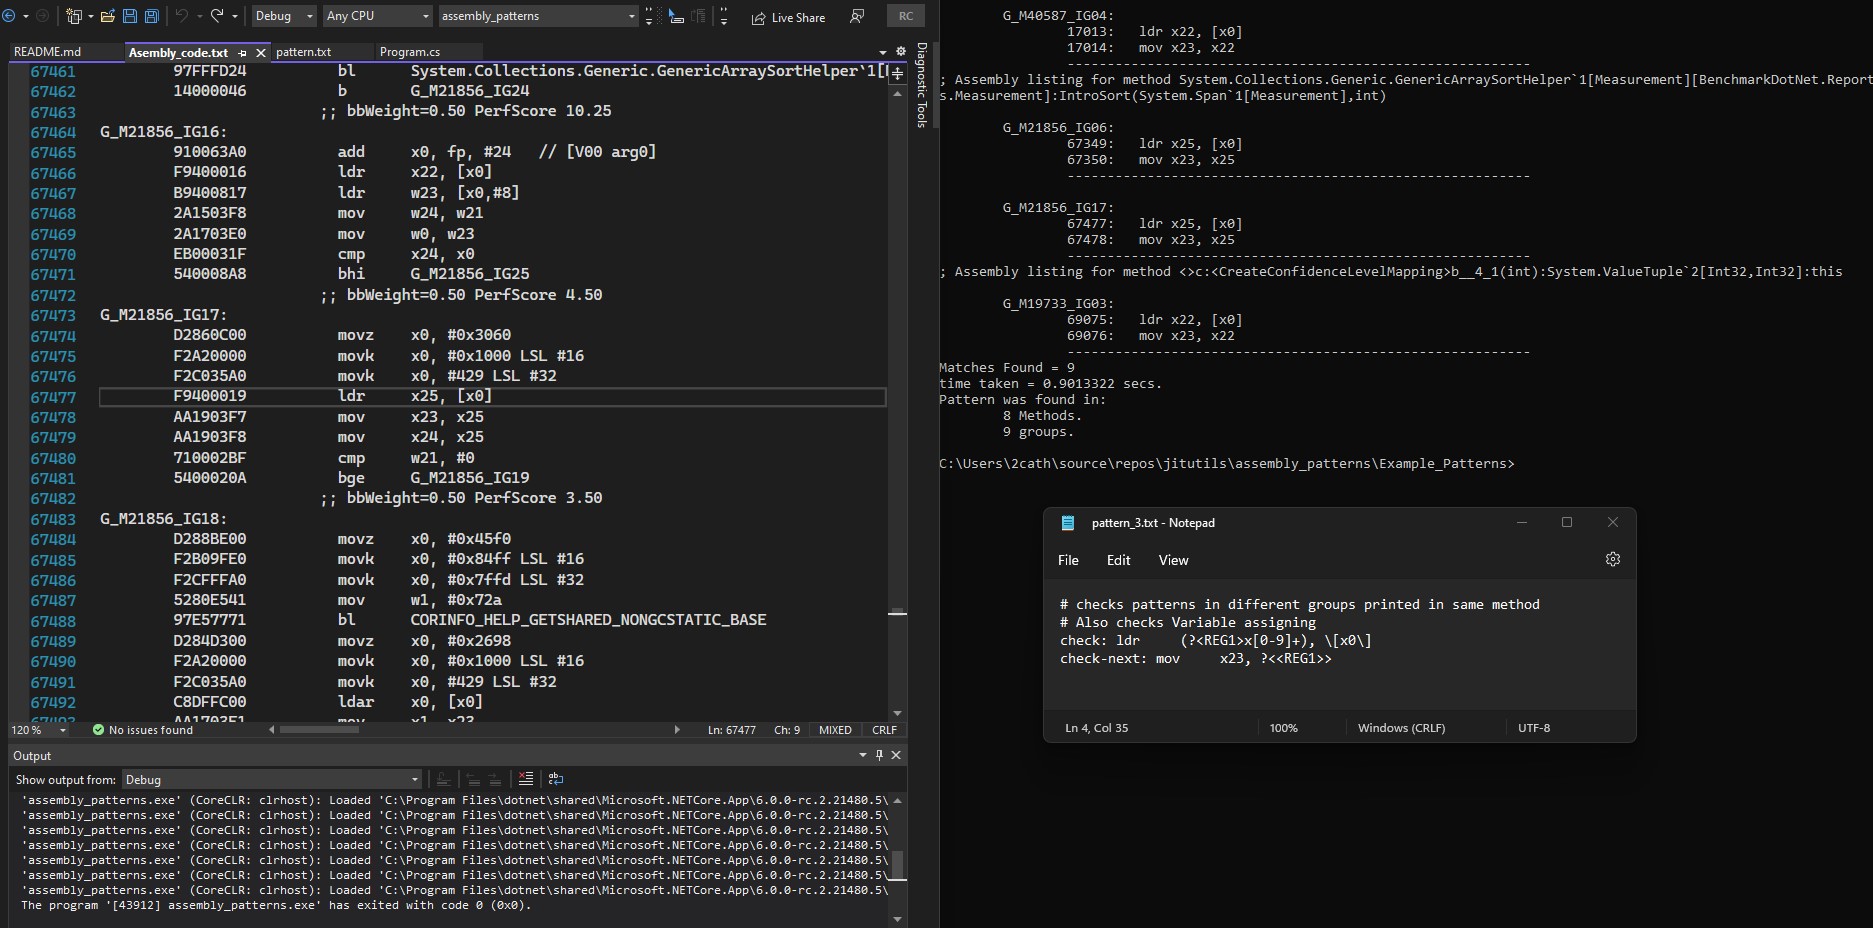 Debug
Any CPU
assembly_patterns
Live Share
RC
README.md
Asembly_code.txt
pattern.txt
Program.cs
Diagnostic Tools
67461 97FFFD24 bl System.Collections.Generic.GenericArraySortHelper`1[
67462 14000046 b G_M21856_IG24
67463 ;; bbWeight=0.50 PerfScore 10.25
67464 G_M21856_IG16:
67465 910063A0 add x0, fp, #24 // [V00 arg0]
67466 F9400016 ldr x22, [x0]
67467 B9400817 ldr w23, [x0,#8]
67468 2A1503F8 mov w24, w21
67469 2A1703E0 mov w0, w23
67470 EB00031F cmp x24, x0
67471 540008A8 bhi G_M21856_IG25
67472 ;; bbWeight=0.50 PerfScore 4.50
67473 G_M21856_IG17:
67474 D2860C00 movz x0, #0x3060
67475 F2A20000 movk x0, #0x1000 LSL #16
67476 F2C035A0 movk x0, #429 LSL #32
67477 F9400019 ldr x25, [x0]
67478 AA1903F7 mov x23, x25
67479 AA1903F8 mov x24, x25
67480 710002BF cmp w21, #0
67481 5400020A bge G_M21856_IG19
67482 ;; bbWeight=0.50 PerfScore 3.50
67483 G_M21856_IG18:
67484 D288BE00 movz x0, #0x45f0
67485 F2B09FE0 movk x0, #0x84ff LSL #16
67486 F2CFFFA0 movk x0, #0x7ffd LSL #32
67487 5280E541 mov w1, #0x72a
67488 97E57771 bl CORINFO_HELP_GETSHARED_NONGCSTATIC_BASE
67489 D284D300 movz x0, #0x2698
67490 F2A20000 movk x0, #0x1000 LSL #16
67491 F2C035A0 movk x0, #429 LSL #32
67492 C8DFFC00 ldar x0, [x0]
67493 AA1703E1 mov x1, x23
120 %
No issues found
Ln: 67477
Ch: 9
MIXED
CRLF
Output
Show output from: Debug
'assembly_patterns.exe' (CoreCLR: clrhost): Loaded 'C:\Program Files\dotnet\shared\Microsoft.NETCore.App\6.0.0-rc.2.21480.5\
'assembly_patterns.exe' (CoreCLR: clrhost): Loaded 'C:\Program Files\dotnet\shared\Microsoft.NETCore.App\6.0.0-rc.2.21480.5\
'assembly_patterns.exe' (CoreCLR: clrhost): Loaded 'C:\Program Files\dotnet\shared\Microsoft.NETCore.App\6.0.0-rc.2.21480.5\
'assembly_patterns.exe' (CoreCLR: clrhost): Loaded 'C:\Program Files\dotnet\shared\Microsoft.NETCore.App\6.0.0-rc.2.21480.5\
'assembly_patterns.exe' (CoreCLR: clrhost): Loaded 'C:\Program Files\dotnet\shared\Microsoft.NETCore.App\6.0.0-rc.2.21480.5\
'assembly_patterns.exe' (CoreCLR: clrhost): Loaded 'C:\Program Files\dotnet\shared\Microsoft.NETCore.App\6.0.0-rc.2.21480.5\
'assembly_patterns.exe' (CoreCLR: clrhost): Loaded 'C:\Program Files\dotnet\shared\Microsoft.NETCore.App\6.0.0-rc.2.21480.5\
The program '[43912] assembly_patterns.exe' has exited with code 0 (0x0).
G_M40587_IG04:
17013: ldr x22, [x0]
17014: mov x23, x22
----------------------------------------------------------
; Assembly listing for method System.Collections.Generic.GenericArraySortHelper`1[Measurement][BenchmarkDotNet.Report
s.Measurement]:IntroSort(System.Span`1[Measurement],int)
G_M21856_IG06:
67349: ldr x25, [x0]
67350: mov x23, x25
----------------------------------------------------------
G_M21856_IG17:
67477: ldr x25, [x0]
67478: mov x23, x25
----------------------------------------------------------
; Assembly listing for method <>c:<CreateConfidenceLevelMapping>b__4_1(int):System.ValueTuple`2[Int32,Int32]:this
G_M19733_IG03:
69075: ldr x22, [x0]
69076: mov x23, x22
----------------------------------------------------------
Matches Found = 9
time taken = 0.9013322 secs.
Pattern was found in:
8 Methods.
9 groups.
C:\Users\2cath\source\repos\jitutils\assembly_patterns\Example_Patterns>
pattern_3.txt - Notepad
File
Edit
View
# checks patterns in different groups printed in same method
# Also checks Variable assigning
check: ldr (?<REG1>x[0-9]+), \[x0\]
check-next: mov x23, ?<<REG1>>
Ln 4, Col 35
100%
Windows (CRLF)
UTF-8